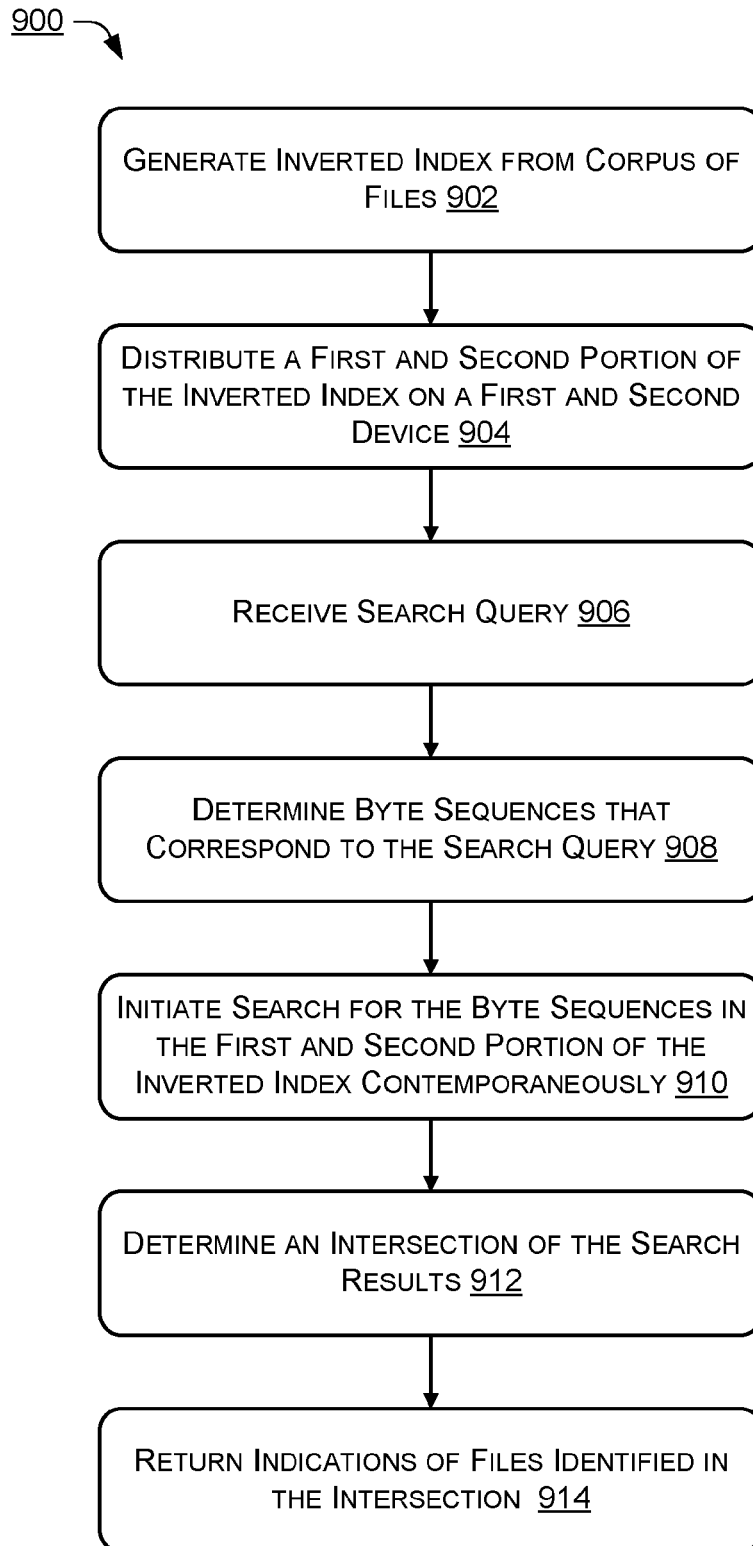 900
GENERATE INVERTED INDEX FROM CORPUS OF
FILES 902
DISTRIBUTE A FIRST AND SECOND PORTION OF
THE INVERTED INDEX ON A FIRST AND SECOND
DEVICE 904
RECEIVE SEARCH QUERY 906
DETERMINE BYTE SEQUENCES THAT
CORRESPOND TO THE SEARCH QUERY 908
INITIATE SEARCH FOR THE BYTE SEQUENCES IN
THE FIRST AND SECOND PORTION OF THE
INVERTED INDEX CONTEMPORANEOUSLY 910
DETERMINE AN INTERSECTION OF THE SEARCH
RESULTS 912
RETURN INDICATIONS OF FILES IDENTIFIED IN
THE INTERSECTION 914